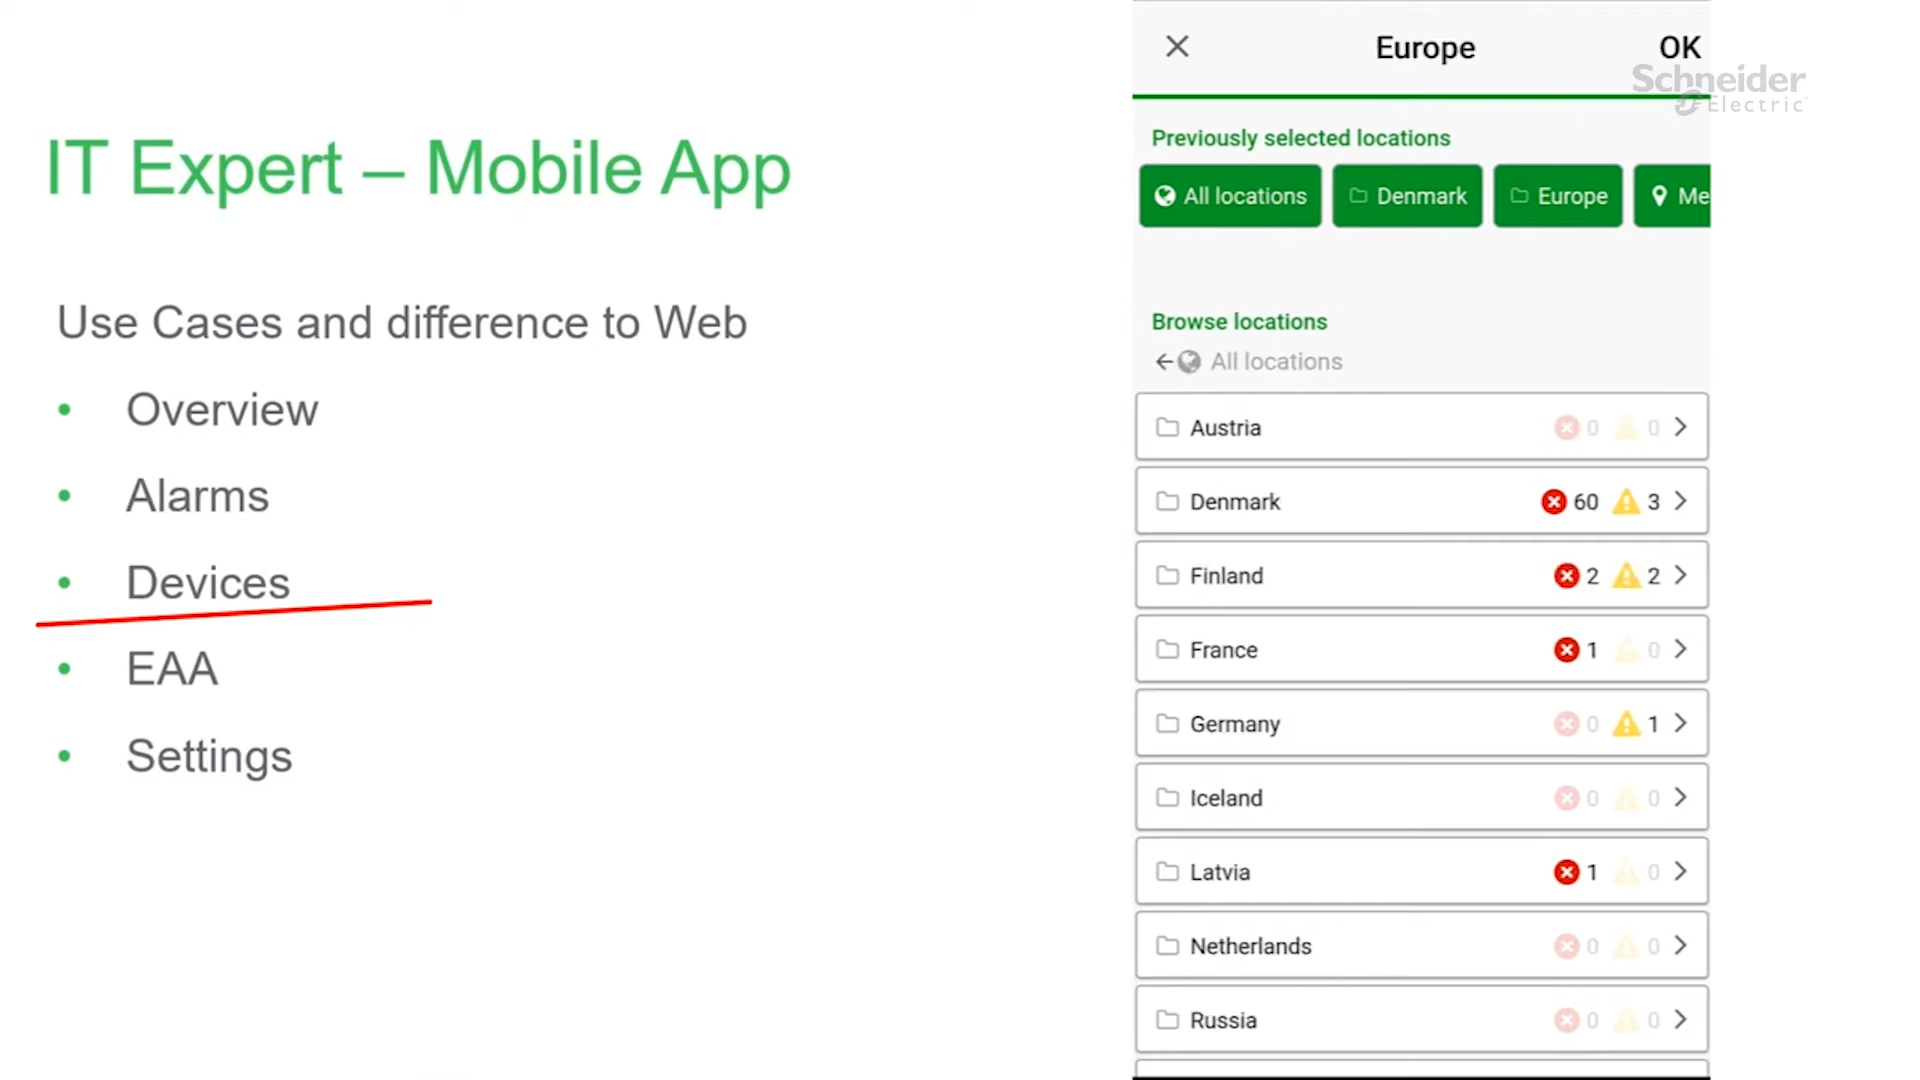 IT Expert – Mobile App
Use Cases and difference to Web
• Overview
• Alarms
• Devices
• EAA
• Settings
Europe OK
Schneider
Electric
Previously selected locations
All locations Denmark Europe Me
Browse locations
All locations
Austria 0 0
Denmark 60 3
Finland 2 2
France 1 0
Germany 0 1
Iceland 0 0
Latvia 1 0
Netherlands 0 0
Russia 0 0